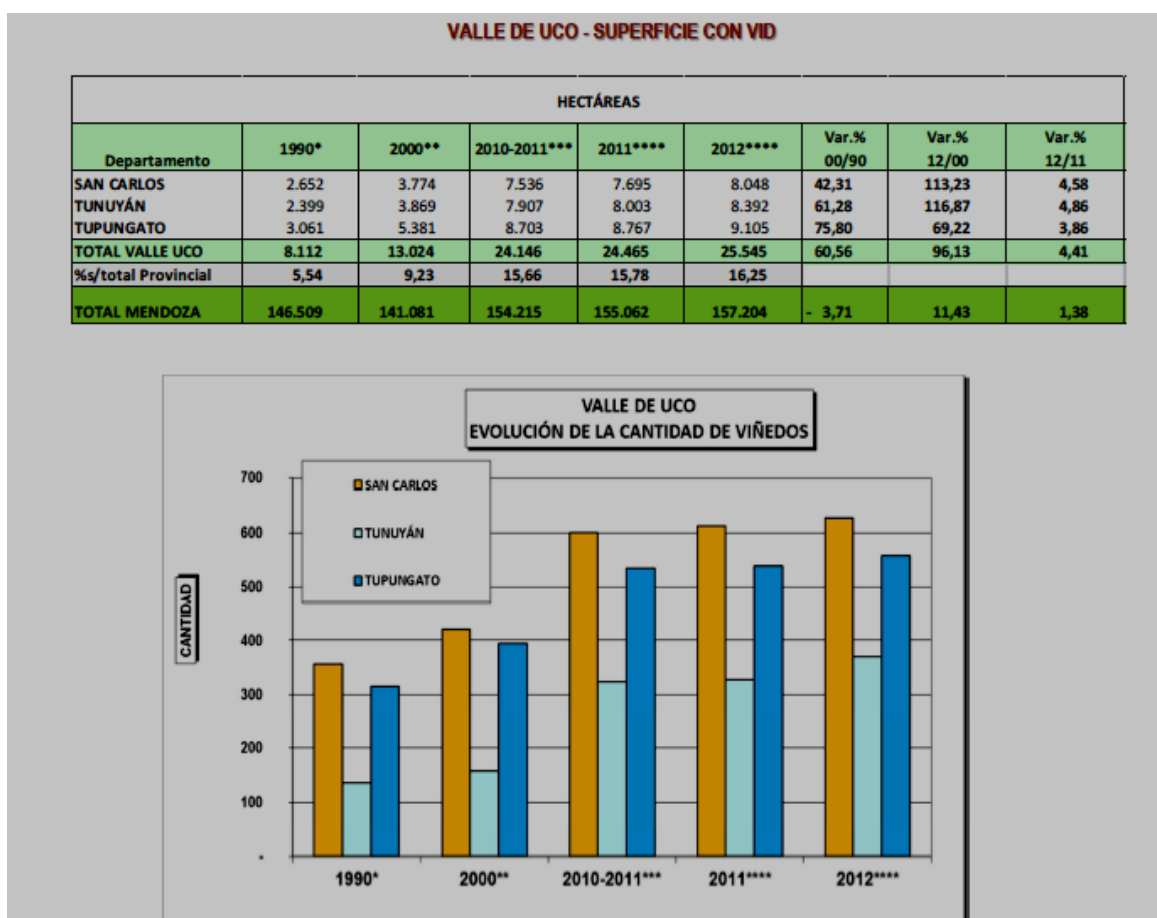 VALLE DE UCO - SUPERFICIE CON VID
HECTÁREAS
Departamento 1990* 2000** 2010-2011*** 2011**** 2012**** Var.% 00/90 Var.% 12/00 Var.% 12/11
SAN CARLOS 2.652 3.774 7.536 7.695 8.048 42,31 113,23 4,58
TUNUYÁN 2.399 3.869 7.907 8.003 8.392 61,28 116,87 4,86
TUPUNGATO 3.061 5.381 8.703 8.767 9.105 75,80 69,22 3,86
TOTAL VALLE UCO 8.112 13.024 24.146 24.465 25.545 60,56 96,13 4,41
%s/total Provincial 5,54 9,23 15,66 15,78 16,25
TOTAL MENDOZA 146.509 141.081 154.215 155.062 157.204 - 3,71 11,43 1,38
VALLE DE UCO
EVOLUCIÓN DE LA CANTIDAD DE VIÑEDOS
SAN CARLOS
TUNUYÁN
TUPUNGATO
CANTIDAD
700
600
500
400
300
200
100
-
1990* 2000** 2010-2011*** 2011**** 2012****